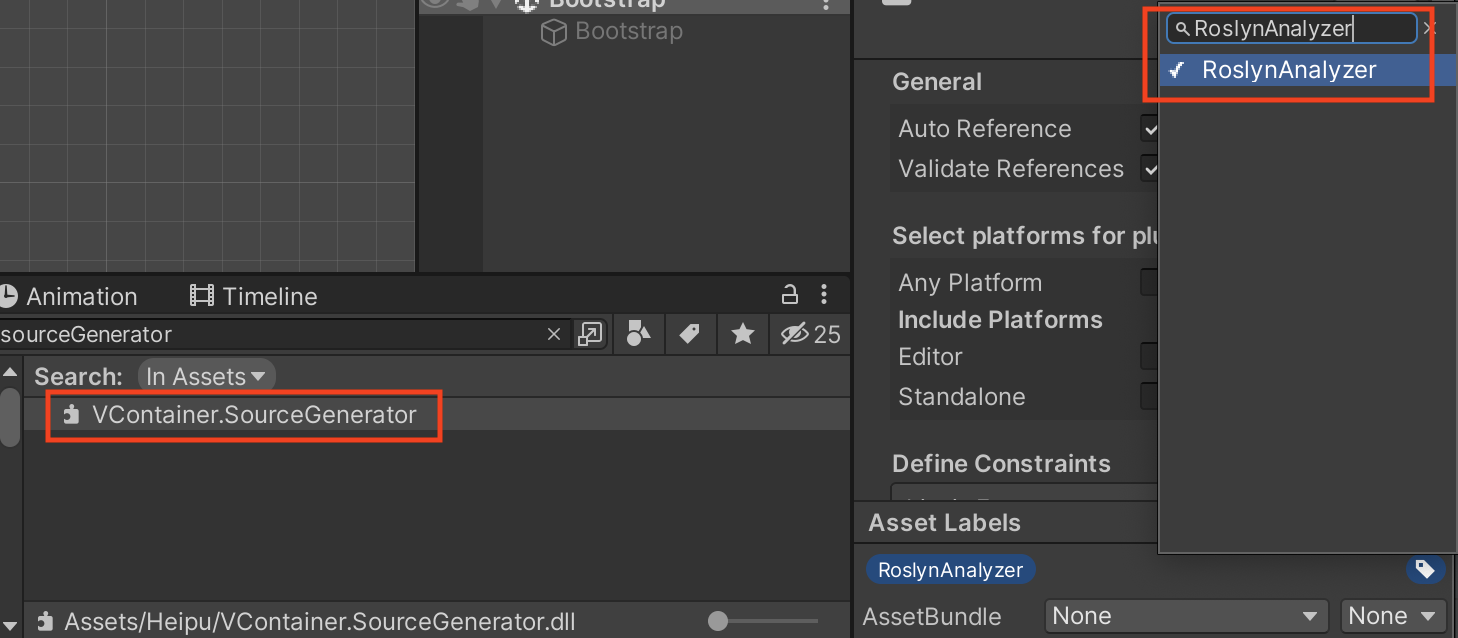 Bootstrap
Bootstrap
Animation
Timeline
sourceGenerator
25
Search: In Assets
VContainer.SourceGenerator
Assets/Heipu/VContainer.SourceGenerator.dll
General
Auto Reference
Validate References
Select platforms for plu
Any Platform
Include Platforms
Editor
Standalone
Define Constraints
Asset Labels
RoslynAnalyzer
AssetBundle None None
RoslynAnalyzer
RoslynAnalyzer